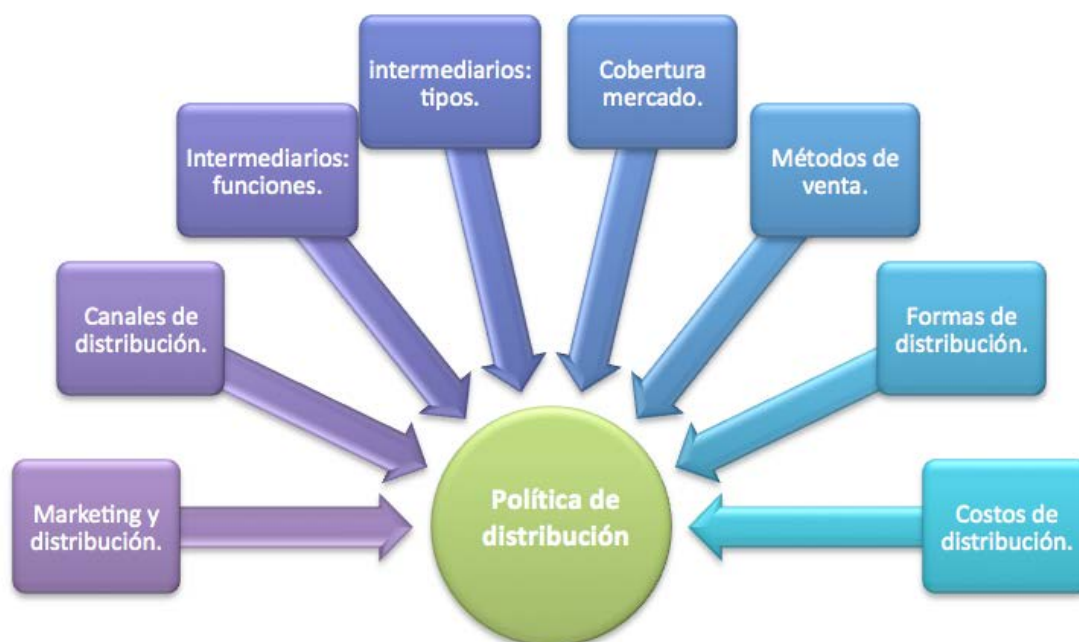 Marketing y
distribución.
Canales de
distribución.
Intermediarios:
funciones.
intermediarios:
tipos.
Cobertura
mercado.
Métodos de
venta.
Formas de
distribución.
Costos de
distribución.
Política de
distribución